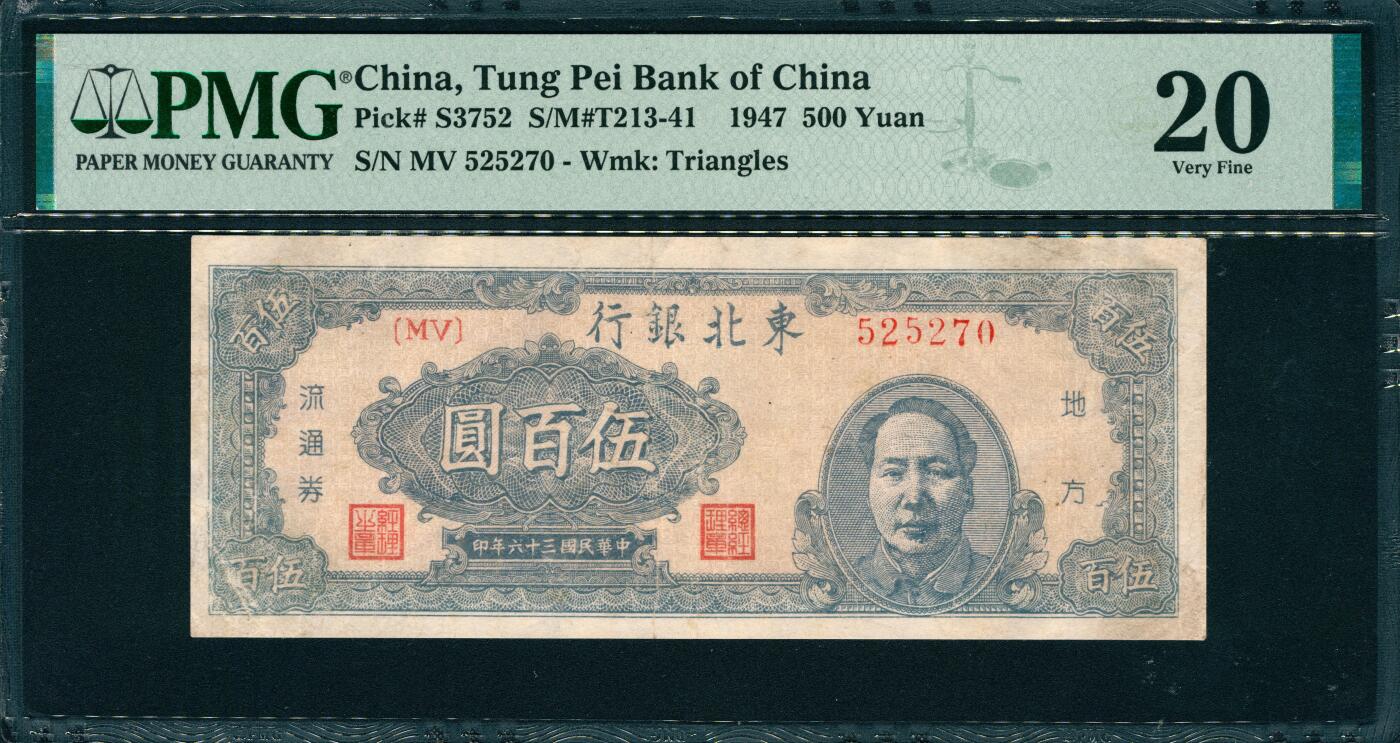 PMG® China, Tung Pei Bank of China
Pick# S3752 S/M#T213-41 1947 500 Yuan
PAPER MONEY GUARANTY S/N MV 525270 - Wmk: Triangles
20
Very Fine
伍百
百伍
東北銀行
(MV)
525270
地方
流通券
伍百圓
中華民國三十六年印
伍百
百伍